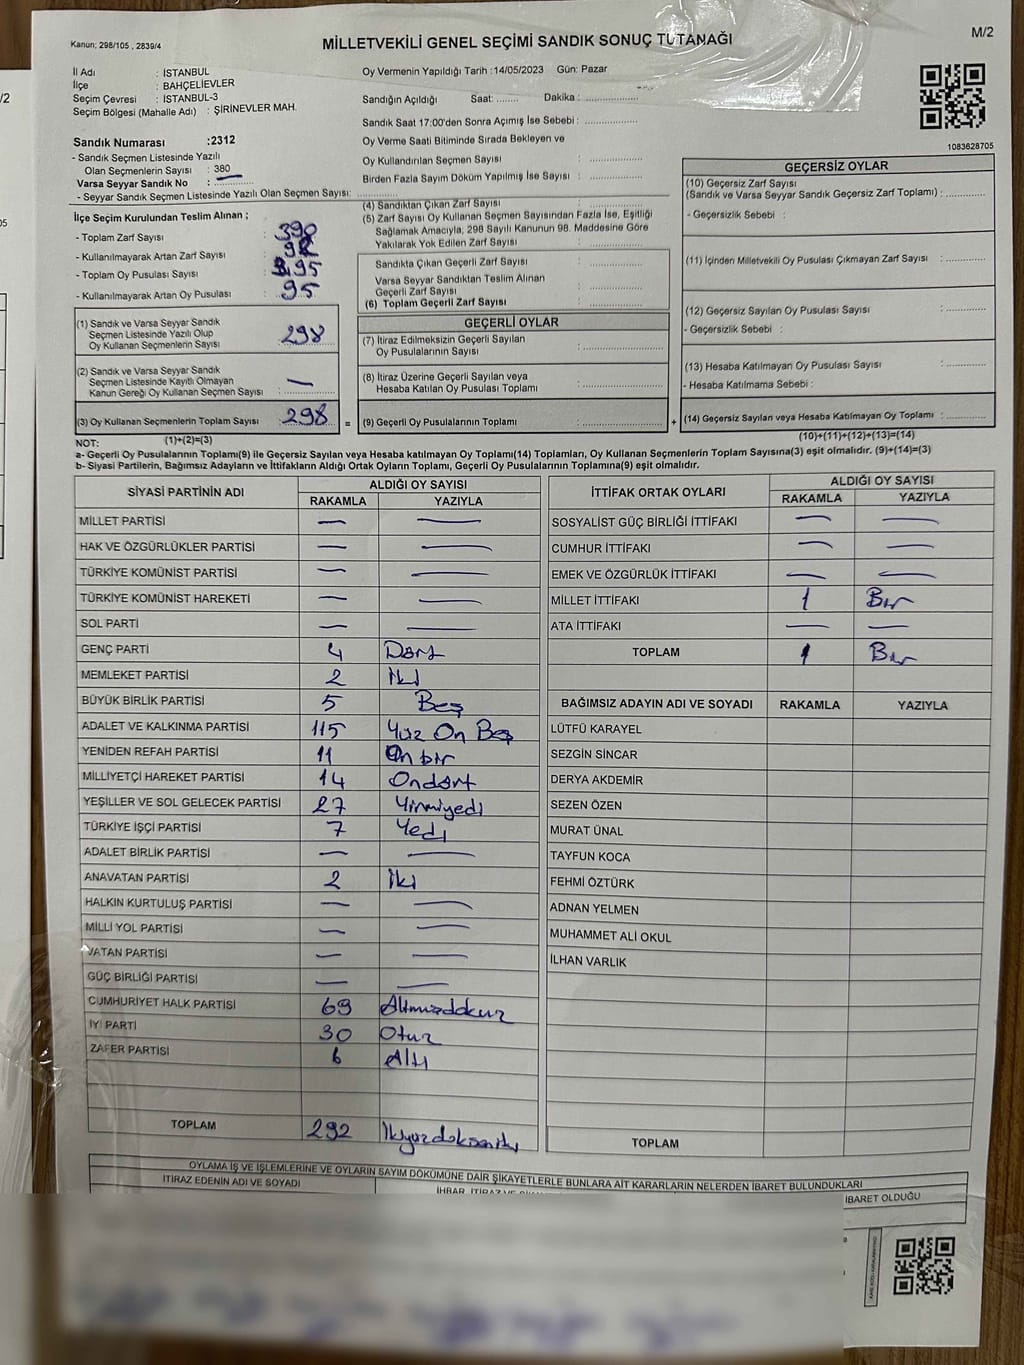 Kanun; 298/105 , 2839/4
MİLLETVEKİLİ GENEL SEÇİMİ SANDIK SONUÇ TUTANAĞI
M/2
İl Adı : İSTANBUL
İlçe : BAHÇELİEVLER
Seçim Çevresi : İSTANBUL-3
Seçim Bölgesi (Mahalle Adı) : ŞİRİNEVLER MAH.
Sandık Numarası :2312
- Sandık Seçmen Listesinde Yazılı
Olan Seçmenlerin Sayısı : 380
Varsa Seyyar Sandık No :
- Seyyar Sandık Seçmen Listesinde Yazılı Olan Seçmen Sayısı:
Oy Vermenin Yapıldığı Tarih :14/05/2023 Gün: Pazar
Sandığın Açıldığı Saat: ........ Dakika : ....................
Sandık Saat 17:00'den Sonra Açımış İse Sebebi : ..............
Oy Verme Saati Bitiminde Sırada Bekleyen ve
Oy Kullandırılan Seçmen Sayısı : ..............
Birden Fazla Sayım Döküm Yapılmış İse Sayısı : ..............
1083628705
İlçe Seçim Kurulundan Teslim Alınan ;
- Toplam Zarf Sayısı : 390
- Kullanılmayarak Artan Zarf Sayısı : 92
- Toplam Oy Pusulası Sayısı : 395
- Kullanılmayarak Artan Oy Pusulası : 95
(1) Sandık ve Varsa Seyyar Sandık
Seçmen Listesinde Yazılı Olup
Oy Kullanan Seçmenlerin Sayısı : 298
(2) Sandık ve Varsa Seyyar Sandık
Seçmen Listesinde Kayıtlı Olmayan
Kanun Gereği Oy Kullanan Seçmen Sayısı : —
(3) Oy Kullanan Seçmenlerin Toplam Sayısı : 298 =
(1)+(2)=(3)
(4) Sandıktan Çıkan Zarf Sayısı : ..............
(5) Zarf Sayısı Oy Kullanan Seçmen Sayısından Fazla İse, Eşitliği
Sağlamak Amacıyla, 298 Sayılı Kanunun 98. Maddesine Göre
Yakılarak Yok Edilen Zarf Sayısı : ..............
Sandıkta Çıkan Geçerli Zarf Sayısı : ..............
Varsa Seyyar Sandıktan Teslim Alınan
Geçerli Zarf Sayısı : ..............
(6) Toplam Geçerli Zarf Sayısı : ..............
GEÇERLİ OYLAR
(7) İtiraz Edilmeksizin Geçerli Sayılan
Oy Pusulalarının Sayısı : ..............
(8) İtiraz Üzerine Geçerli Sayılan veya
Hesaba Katılan Oy Pusulası Toplamı : ..............
(9) Geçerli Oy Pusulalarının Toplamı : .............. +
GEÇERSİZ OYLAR
(10) Geçersiz Zarf Sayısı
(Sandık ve Varsa Seyyar Sandık Geçersiz Zarf Toplamı) : ............
- Geçersizlik Sebebi :
(11) İçinden Milletvekili Oy Pusulası Çıkmayan Zarf Sayısı : ............
(12) Geçersiz Sayılan Oy Pusulası Sayısı : ............
- Geçersizlik Sebebi :
(13) Hesaba Katılmayan Oy Pusulası Sayısı : ............
- Hesaba Katılmama Sebebi :
(14) Geçersiz Sayılan veya Hesaba Katılmayan Oy Toplamı : ............
(10)+(11)+(12)+(13)=(14)
NOT:
a- Geçerli Oy Pusulalarının Toplamı(9) ile Geçersiz Sayılan veya Hesaba katılmayan Oy Toplamı(14) Toplamları, Oy Kullanan Seçmenlerin Toplam Sayısına(3) eşit olmalıdır. (9)+(14)=(3)
b- Siyasi Partilerin, Bağımsız Adayların ve İttifakların Aldığı Ortak Oyların Toplamı, Geçerli Oy Pusulalarının Toplamına(9) eşit olmalıdır.
SİYASİ PARTİNİN ADI ALDIĞI OY SAYISI
RAKAMLA YAZIYLA
MİLLET PARTİSİ — —
HAK VE ÖZGÜRLÜKLER PARTİSİ — —
TÜRKİYE KOMÜNİST PARTİSİ — —
TÜRKİYE KOMÜNİST HAREKETİ — —
SOL PARTİ — —
GENÇ PARTİ 4 Dört
MEMLEKET PARTİSİ 2 İki
BÜYÜK BİRLİK PARTİSİ 5 Beş
ADALET VE KALKINMA PARTİSİ 115 Yüz On Beş
YENİDEN REFAH PARTİSİ 11 On bir
MİLLİYETÇİ HAREKET PARTİSİ 14 Ondört
YEŞİLLER VE SOL GELECEK PARTİSİ 27 Yirmiyedi
TÜRKİYE İŞÇİ PARTİSİ 7 Yedi
ADALET BİRLİK PARTİSİ — —
ANAVATAN PARTİSİ 2 İki
HALKIN KURTULUŞ PARTİSİ — —
MİLLİ YOL PARTİSİ — —
VATAN PARTİSİ — —
GÜÇ BİRLİĞİ PARTİSİ — —
CUMHURİYET HALK PARTİSİ 69 Altmışdokuz
İYİ PARTİ 30 Otuz
ZAFER PARTİSİ 6 Altı
TOPLAM 292 İkiyüzdoksaniki
İTTİFAK ORTAK OYLARI ALDIĞI OY SAYISI
RAKAMLA YAZIYLA
SOSYALİST GÜÇ BİRLİĞİ İTTİFAKI — —
CUMHUR İTTİFAKI — —
EMEK VE ÖZGÜRLÜK İTTİFAKI — —
MİLLET İTTİFAKI 1 Bir
ATA İTTİFAKI — —
TOPLAM 1 Bir
BAĞIMSIZ ADAYIN ADI VE SOYADI RAKAMLA YAZIYLA
LÜTFÜ KARAYEL
SEZGİN SİNCAR
DERYA AKDEMİR
SEZEN ÖZEN
MURAT ÜNAL
TAYFUN KOCA
FEHMİ ÖZTÜRK
ADNAN YELMEN
MUHAMMET ALİ OKUL
İLHAN VARLIK
TOPLAM
OYLAMA İŞ VE İŞLEMLERİNE VE OYLARIN SAYIM DÖKÜMÜNE DAİR ŞİKAYETLERLE BUNLARA AİT KARARLARIN NELERDEN İBARET BULUNDUKLARI
İTİRAZ EDENİN ADI VE SOYADI
İBARET OLDUĞU